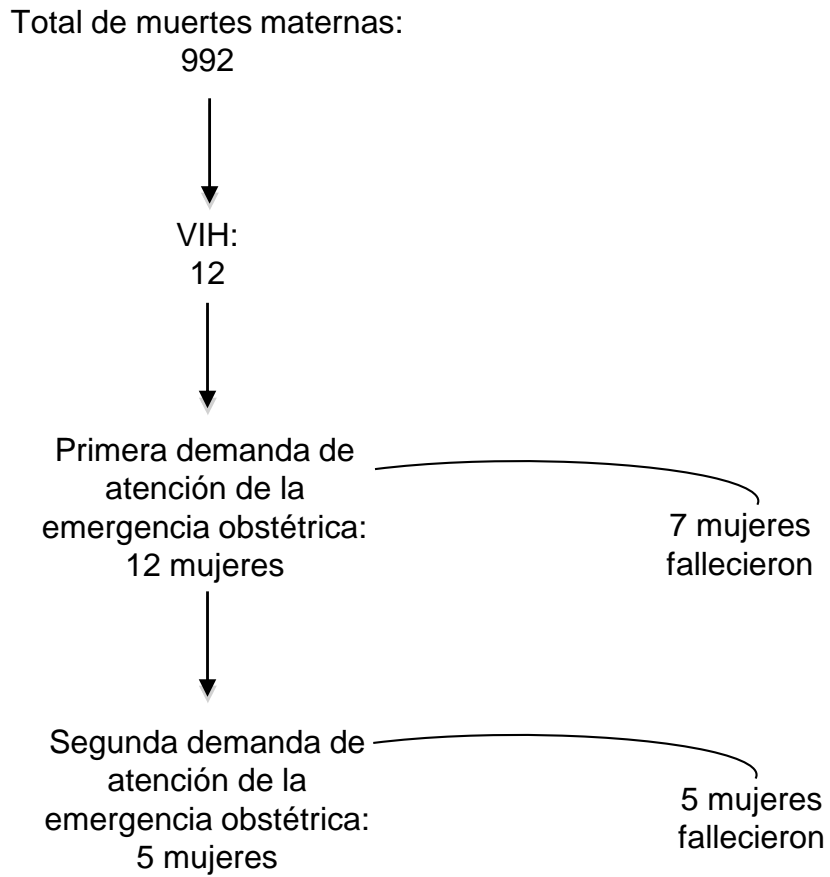 Total de muertes maternas:
992
VIH:
12
Primera demanda de
atención de la
emergencia obstétrica:
12 mujeres
7 mujeres
fallecieron
Segunda demanda de
atención de la
emergencia obstétrica:
5 mujeres
5 mujeres
fallecieron